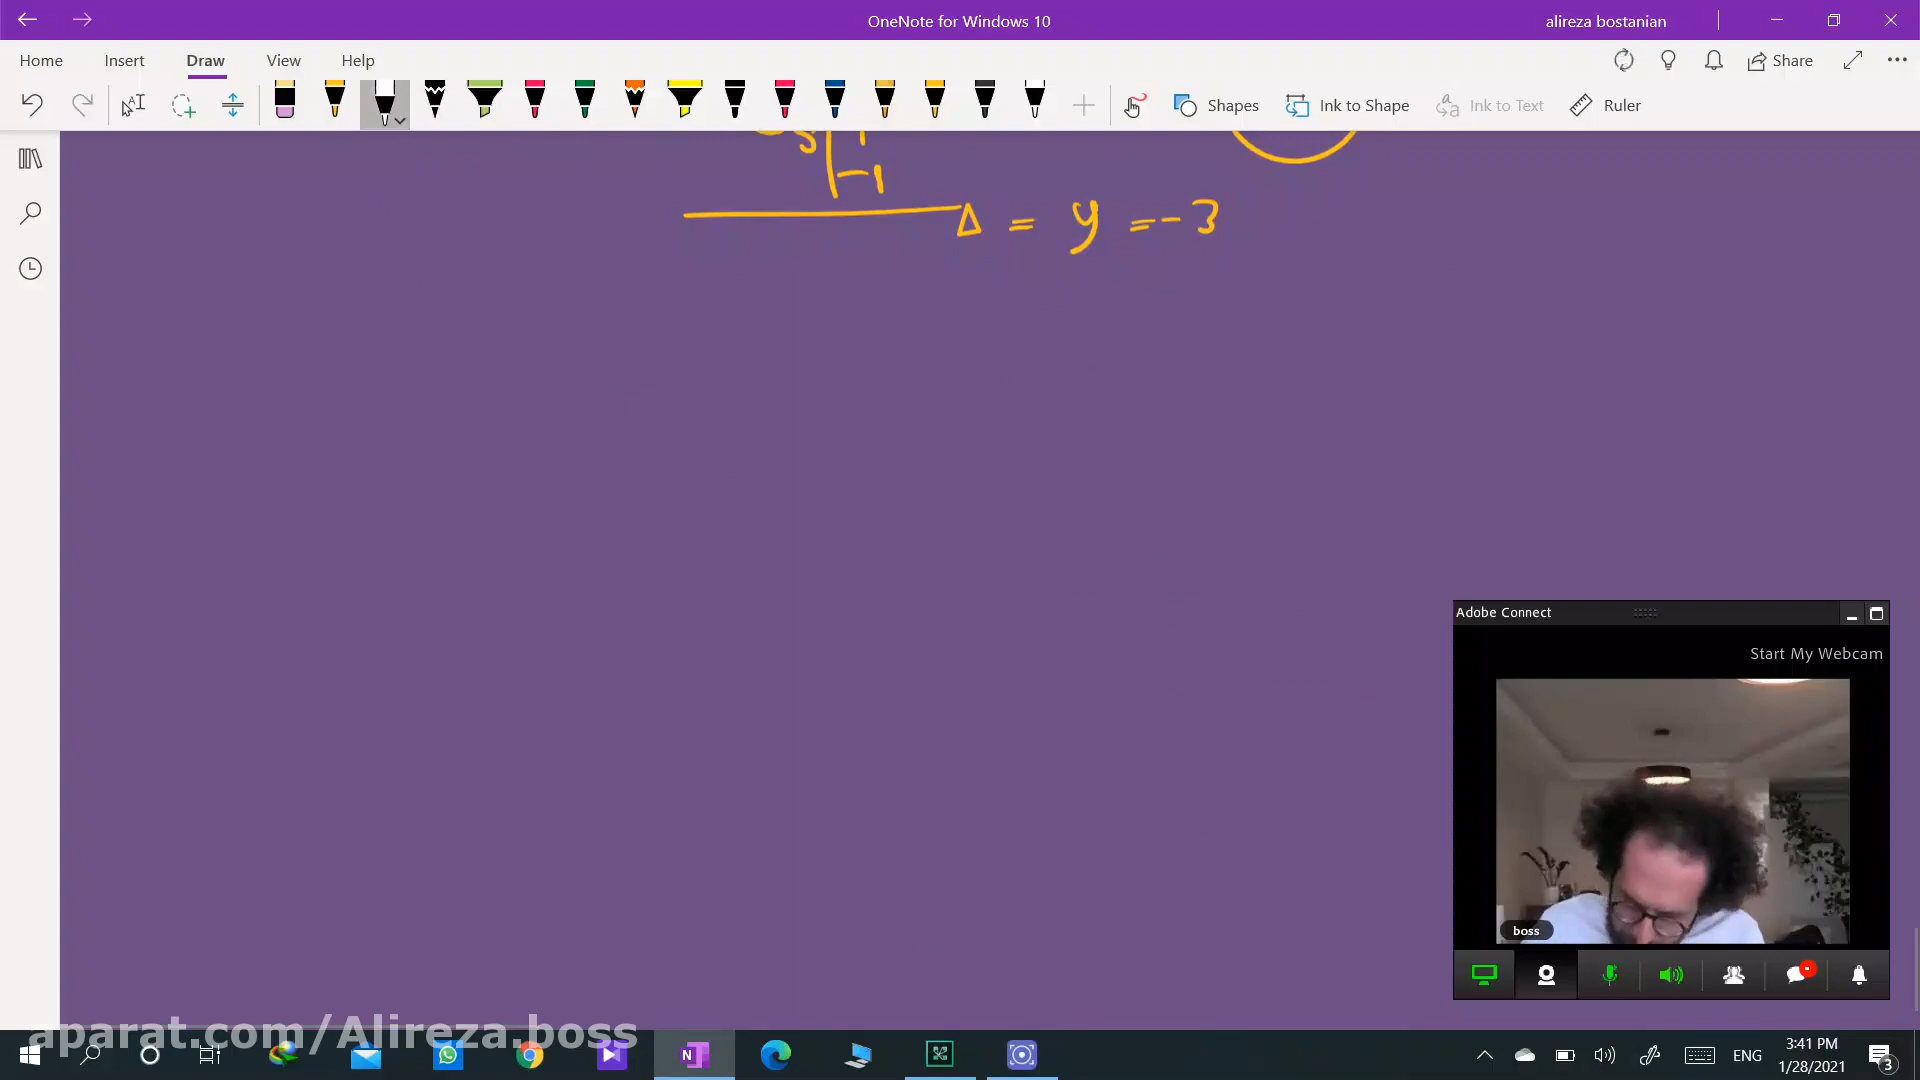 OneNote for Windows 10
alireza bostanian
Home Insert Draw View Help
Share
Shapes Ink to Shape Ink to Text Ruler
S
-1
Δ = y = -3
Adobe Connect
Start My Webcam
boss
aparat.com/Alireza.boss
ENG
3:41 PM
1/28/2021
3